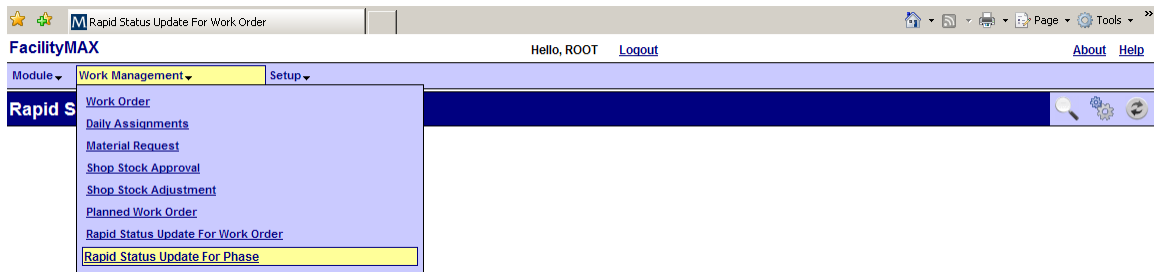 Rapid Status Update For Work Order
Page Tools »
FacilityMAX Hello, ROOT Logout About Help
Module Work Management Setup
Rapid S
Work Order
Daily Assignments
Material Request
Shop Stock Approval
Shop Stock Adjustment
Planned Work Order
Rapid Status Update For Work Order
Rapid Status Update For Phase